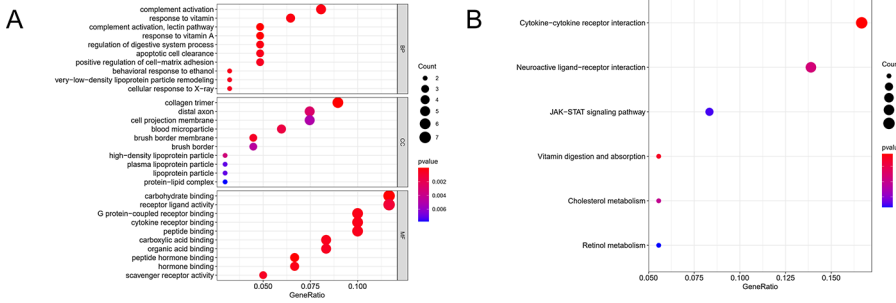 A
complement activation
response to vitamin
complement activation, lectin pathway
response to vitamin A
regulation of digestive system process
apoptotic cell clearance
positive regulation of cell-matrix adhesion
behavioral response to ethanol
very-low-density lipoprotein particle remodeling
cellular response to X-ray
BP
collagen trimer
distal axon
cell projection membrane
blood microparticle
brush border membrane
brush border
high-density lipoprotein particle
plasma lipoprotein particle
lipoprotein particle
protein-lipid complex
CC
carbohydrate binding
receptor ligand activity
G protein-coupled receptor binding
cytokine receptor binding
peptide binding
carboxylic acid binding
organic acid binding
peptide hormone binding
hormone binding
scavenger receptor activity
MF
0.050 0.075 0.100
GeneRatio
Count
2
3
4
5
6
7
pvalue
0.002
0.004
0.006
B
Cytokine-cytokine receptor interaction
Neuroactive ligand-receptor interaction
JAK-STAT signaling pathway
Vitamin digestion and absorption
Cholesterol metabolism
Retinol metabolism
0.050 0.075 0.100 0.125 0.150
GeneRatio
Coun
pval